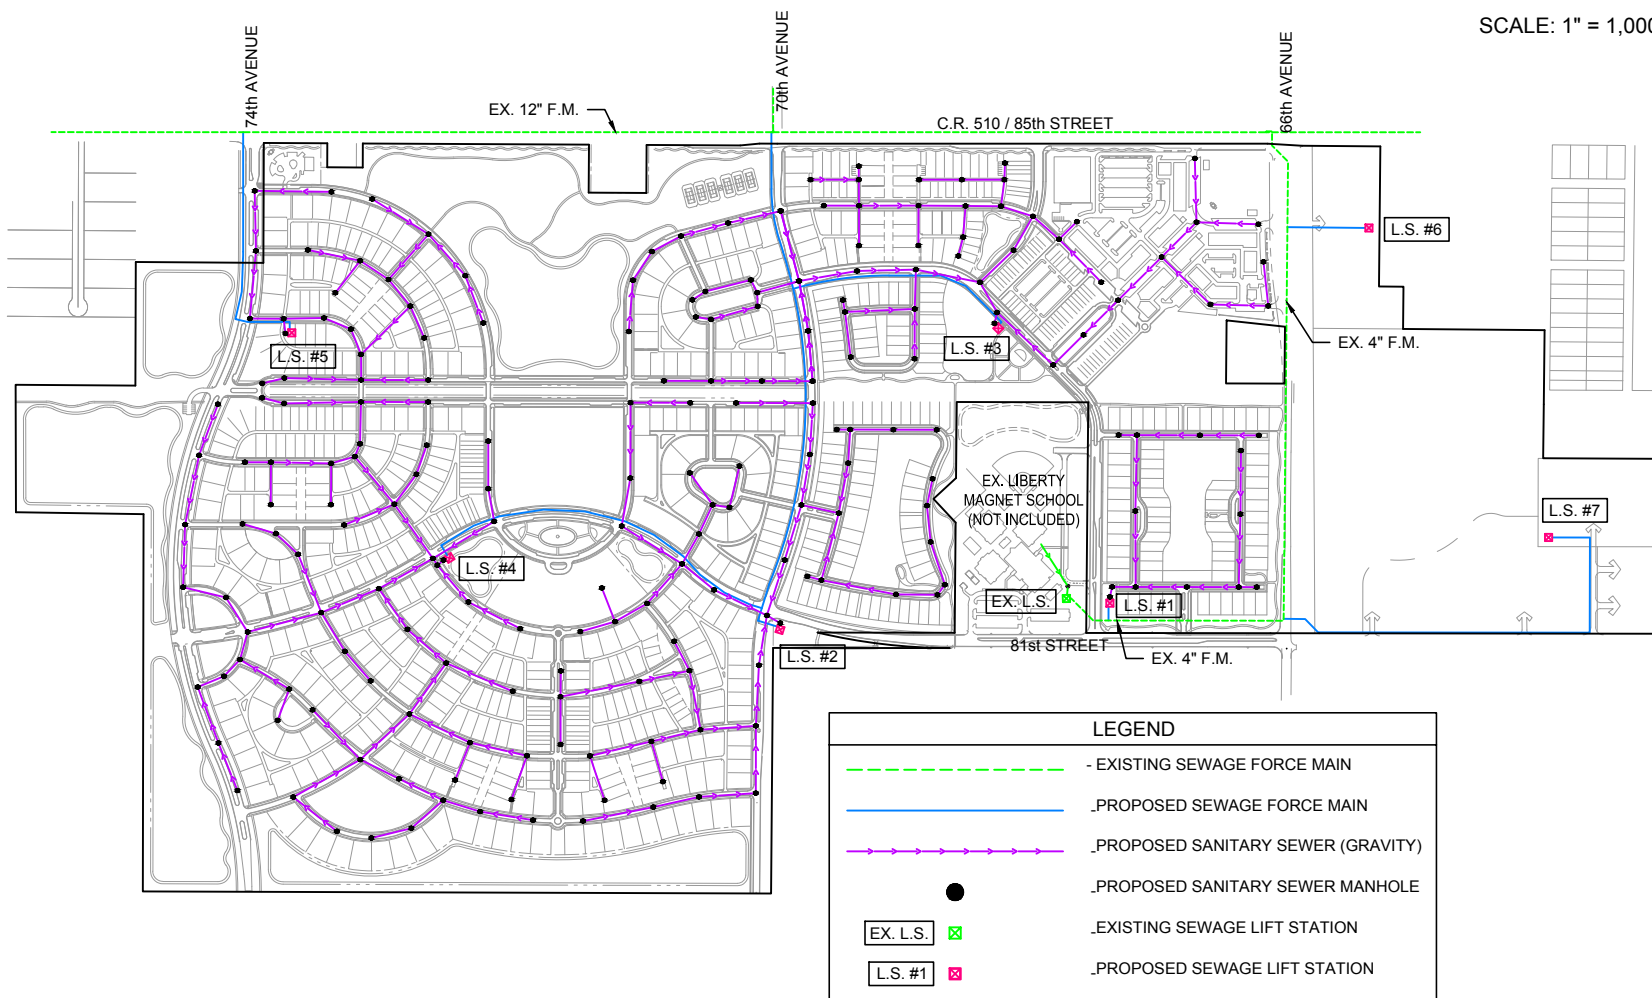 SCALE: 1" = 1,000
74th AVENUE
70th AVENUE
66th AVENUE
EX. 12" F.M.
C.R. 510 / 85th STREET
L.S. #6
L.S. #5
L.S. #3
EX. 4" F.M.
EX. LIBERTY
MAGNET SCHOOL
(NOT INCLUDED)
L.S. #7
L.S. #4
EX. L.S.
L.S. #1
L.S. #2
81st STREET
EX. 4" F.M.
LEGEND
- EXISTING SEWAGE FORCE MAIN
-PROPOSED SEWAGE FORCE MAIN
-PROPOSED SANITARY SEWER (GRAVITY)
-PROPOSED SANITARY SEWER MANHOLE
EX. L.S. -EXISTING SEWAGE LIFT STATION
L.S. #1 -PROPOSED SEWAGE LIFT STATION